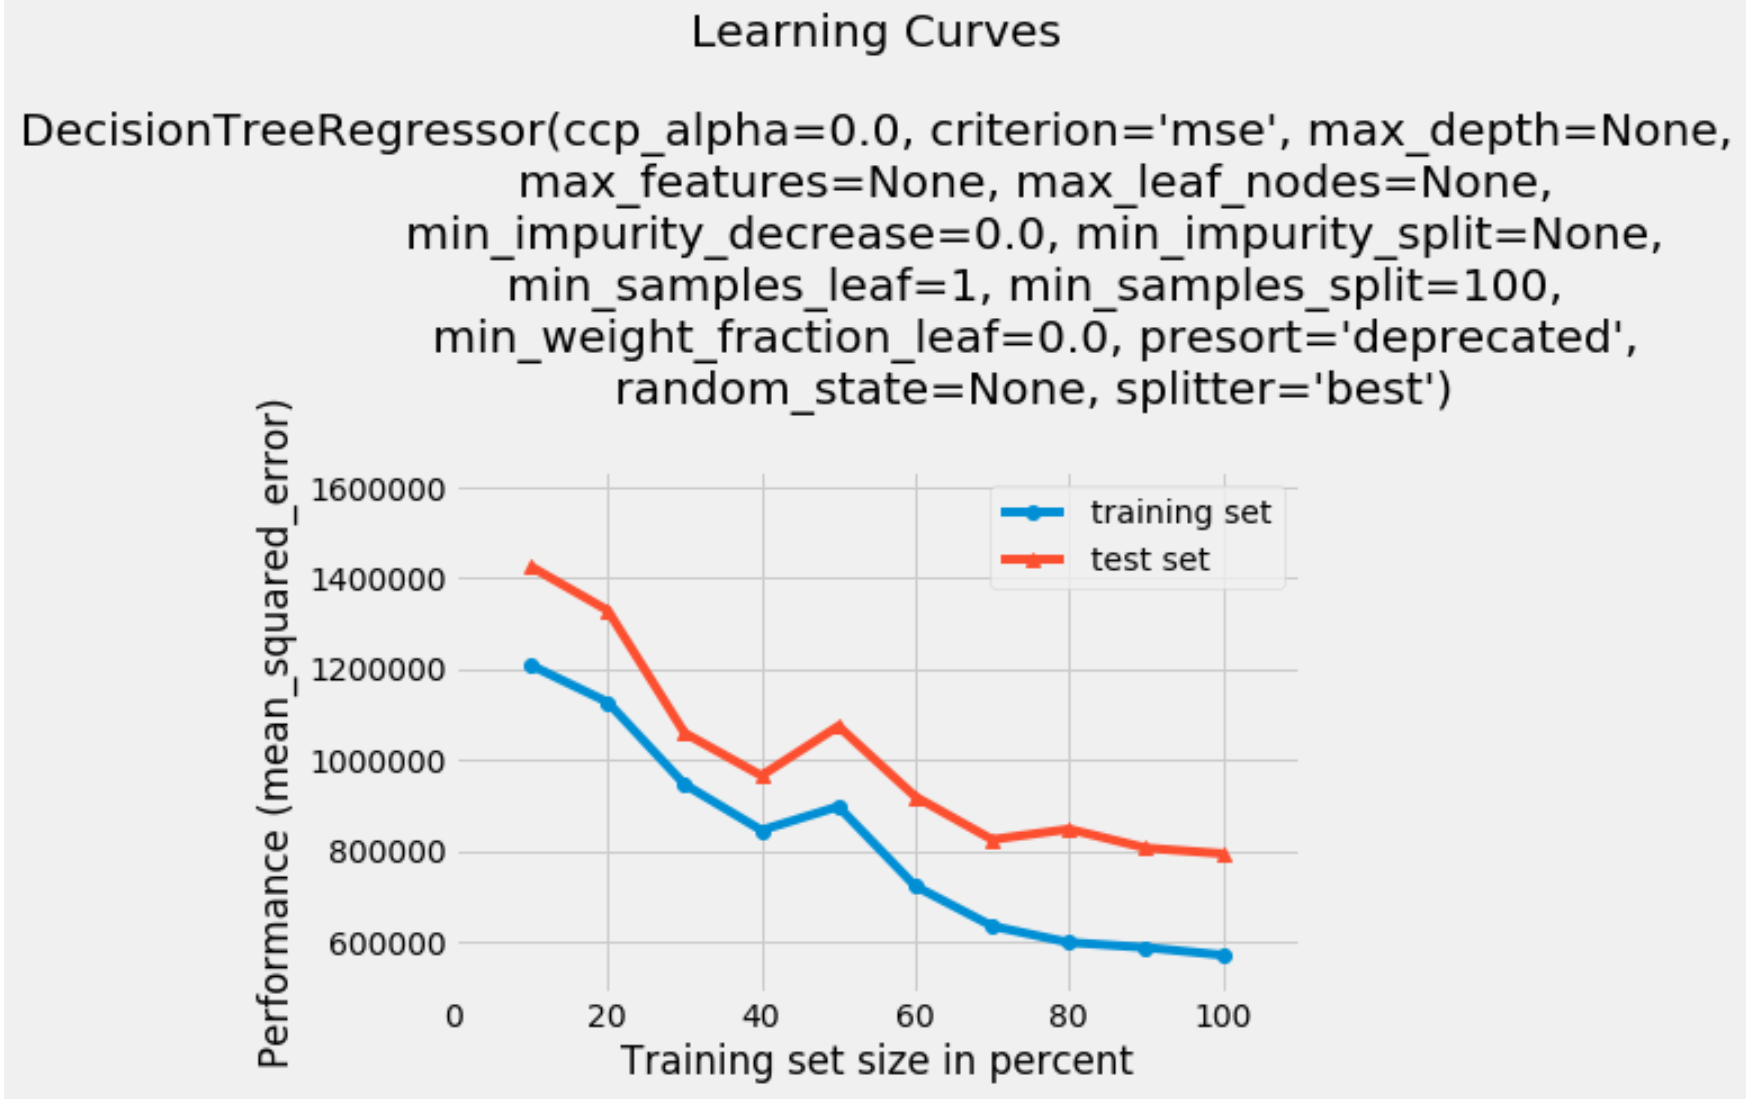 Learning Curves
DecisionTreeRegressor(ccp_alpha=0.0, criterion='mse', max_depth=None,
max_features=None, max_leaf_nodes=None,
min_impurity_decrease=0.0, min_impurity_split=None,
min_samples_leaf=1, min_samples_split=100,
min_weight_fraction_leaf=0.0, presort='deprecated',
random_state=None, splitter='best')
Performance (mean_squared_error)
1600000
1400000
1200000
1000000
800000
600000
training set
test set
0 20 40 60 80 100
Training set size in percent